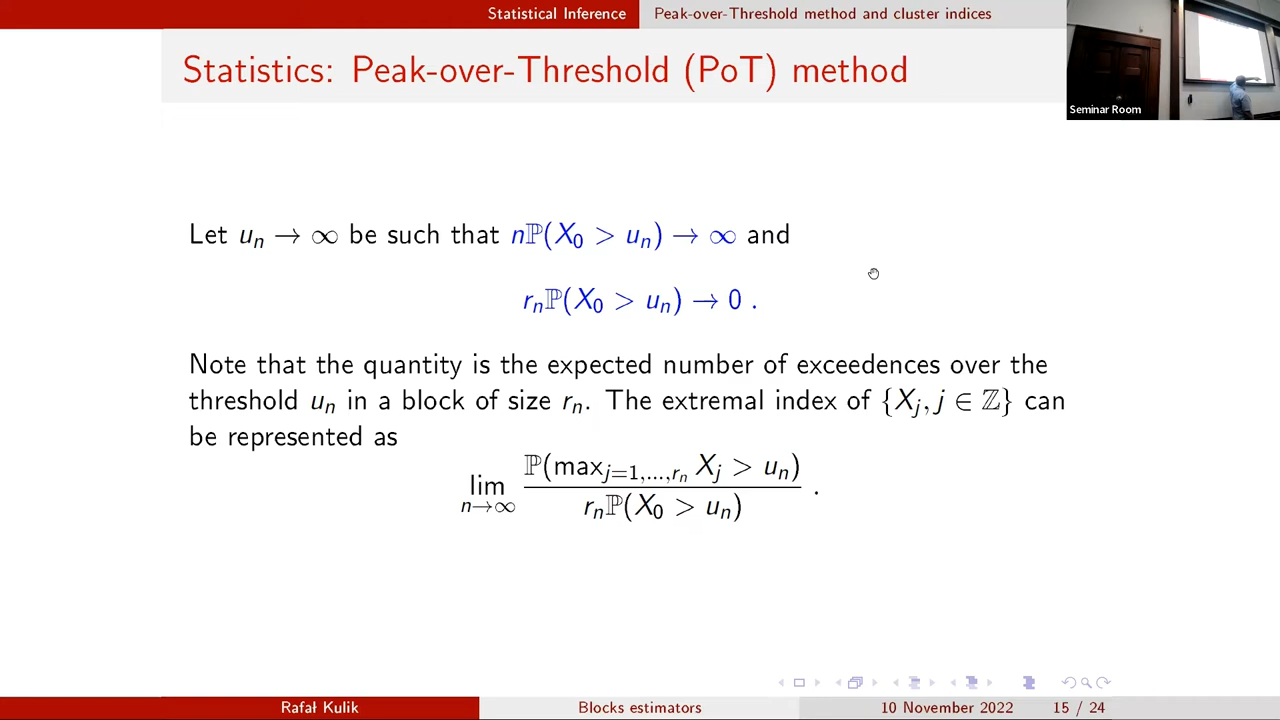 Statistical Inference Peak-over-Threshold method and cluster indices
Statistics: Peak-over-Threshold (PoT) method
Seminar Room
Let uₙ → ∞ be such that nℙ(X₀ > uₙ) → ∞ and
rₙℙ(X₀ > uₙ) → 0 .
Note that the quantity is the expected number of exceedences over the
threshold uₙ in a block of size rₙ. The extremal index of {Xⱼ, j ∈ ℤ} can
be represented as
lim n→∞ ℙ(max j=1,...,rₙ Xⱼ > uₙ) / rₙℙ(X₀ > uₙ) .
Rafał Kulik Blocks estimators 10 November 2022 15 / 24